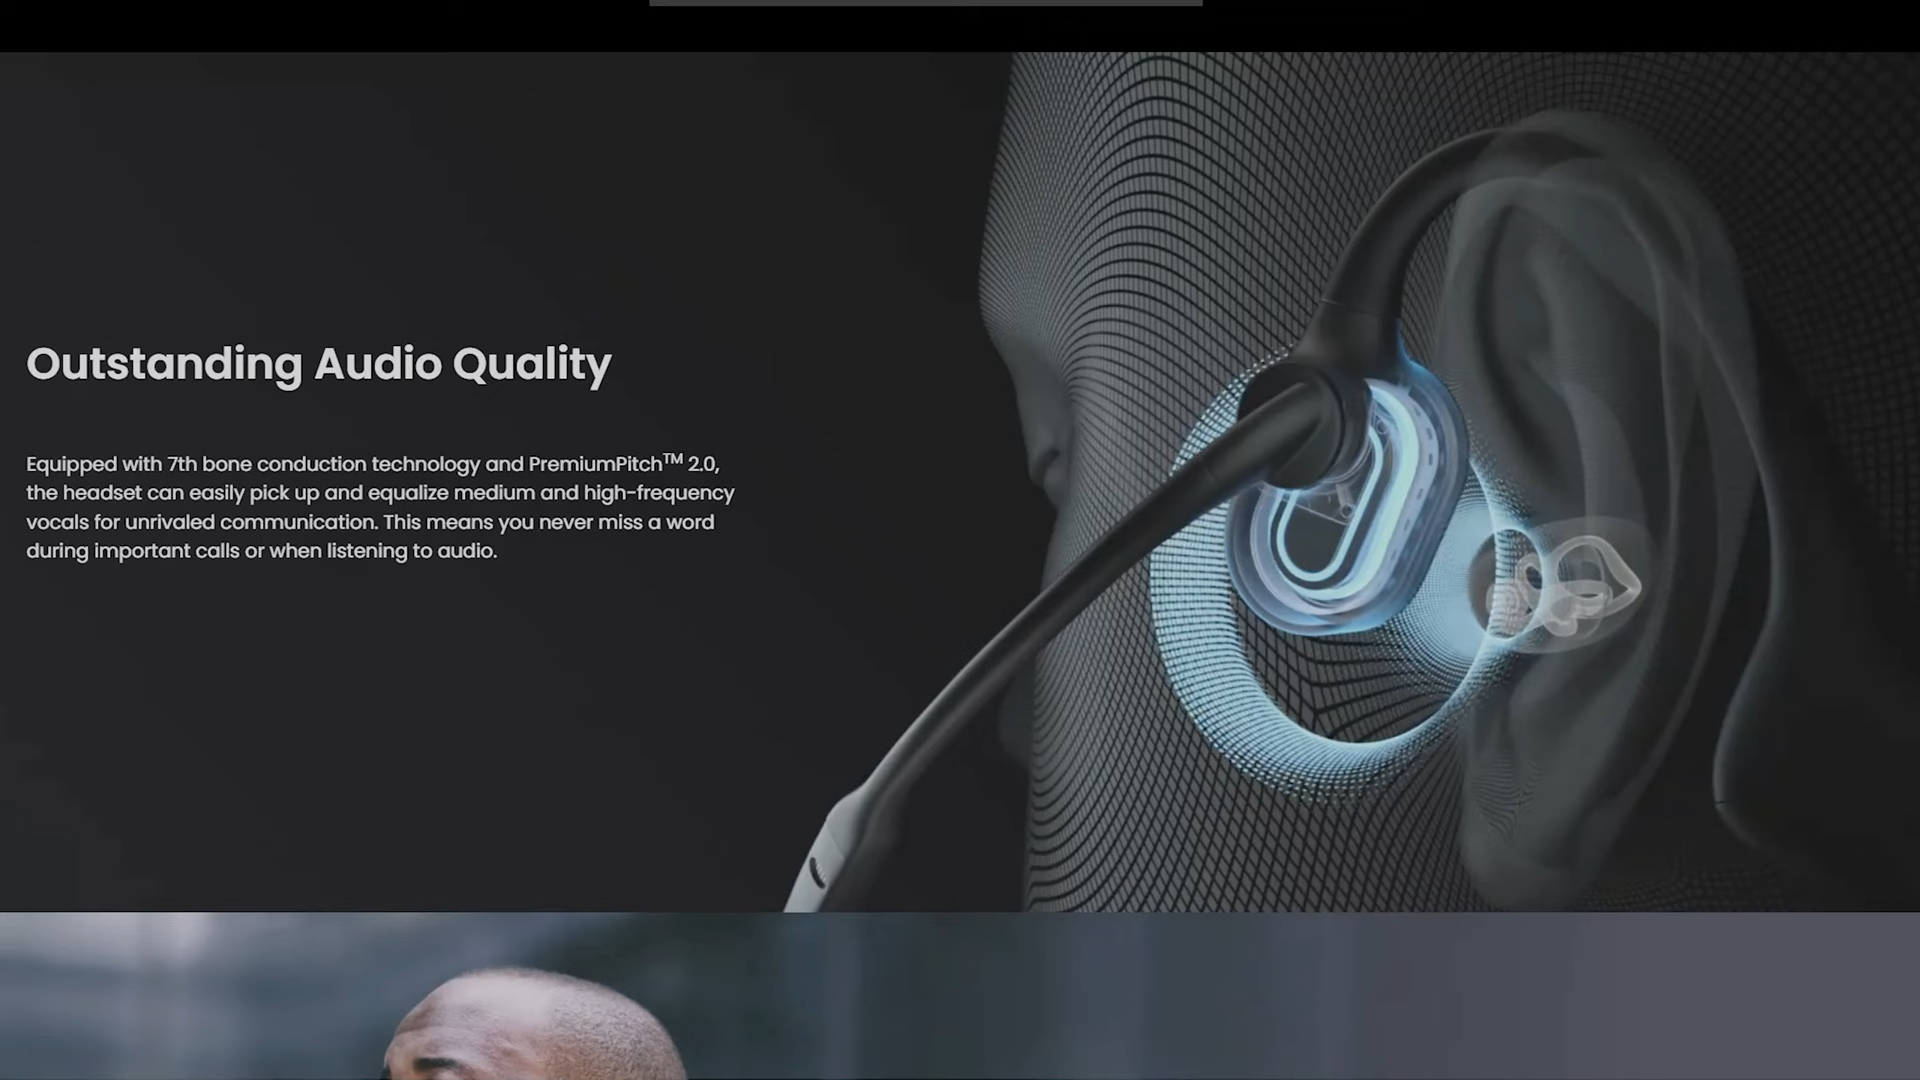 Outstanding Audio Quality
Equipped with 7th bone conduction technology and PremiumPitch™ 2.0,
the headset can easily pick up and equalize medium and high-frequency
vocals for unrivaled communication. This means you never miss a word
during important calls or when listening to audio.